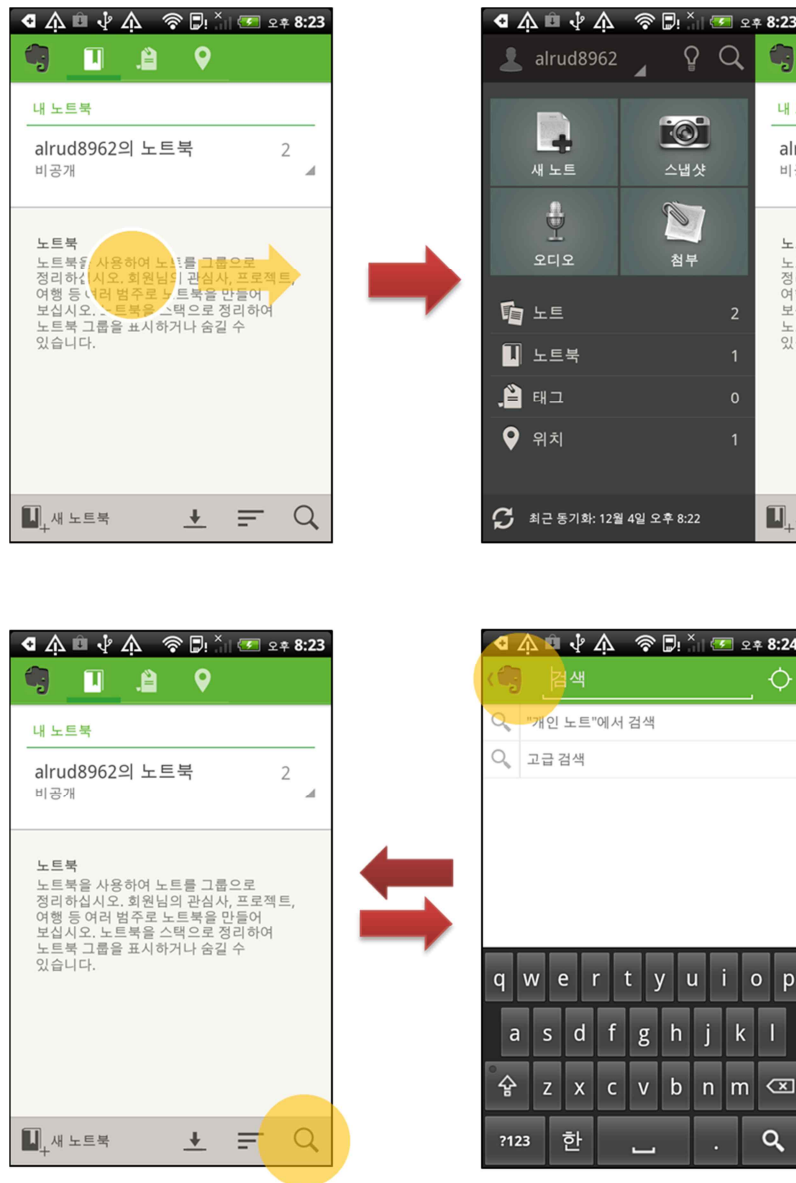 오후 8:23
내 노트북
alrud8962의 노트북 2
비공개
노트북
노트북을 사용하여 노트를 그룹으로
정리하십시오. 회원님의 관심사, 프로젝트,
여행 등 여러 범주로 노트북을 만들어
보십시오. 노트북을 스택으로 정리하여
노트북 그룹을 표시하거나 숨길 수
있습니다.
새 노트북
오후 8:23
alrud8962
새 노트
스냅샷
오디오
첨부
노트 2
노트북 1
태그 0
위치 1
최근 동기화: 12월 4일 오후 8:22
내
노
정
여
보
노
있
오후 8:23
내 노트북
alrud8962의 노트북 2
비공개
노트북
노트북을 사용하여 노트를 그룹으로
정리하십시오. 회원님의 관심사, 프로젝트,
여행 등 여러 범주로 노트북을 만들어
보십시오. 노트북을 스택으로 정리하여
노트북 그룹을 표시하거나 숨길 수
있습니다.
새 노트북
오후 8:24
검색
"개인 노트"에서 검색
고급 검색
q w e r t y u i o p
a s d f g h j k l
z x c v b n m
?123 한 .